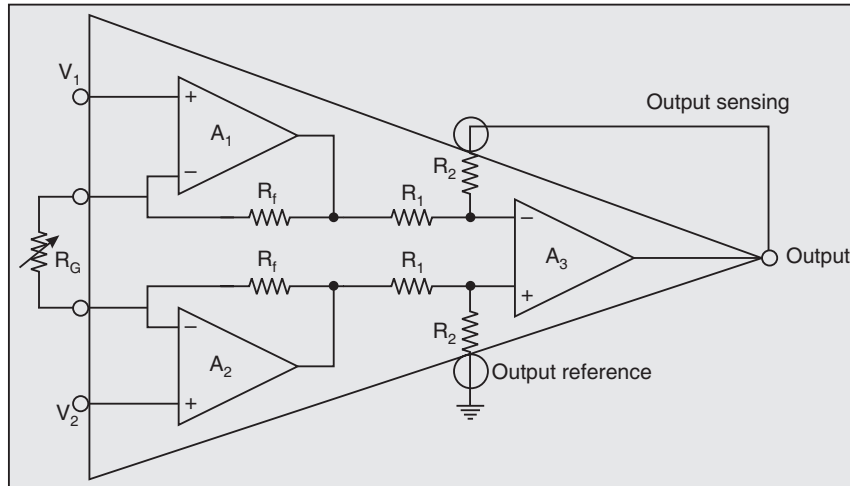 V1
+
A1
−
Rf
R1
R2
Output sensing
RG
Rf
R1
−
A3
+
Output
−
A2
+
R2
Output reference
V2